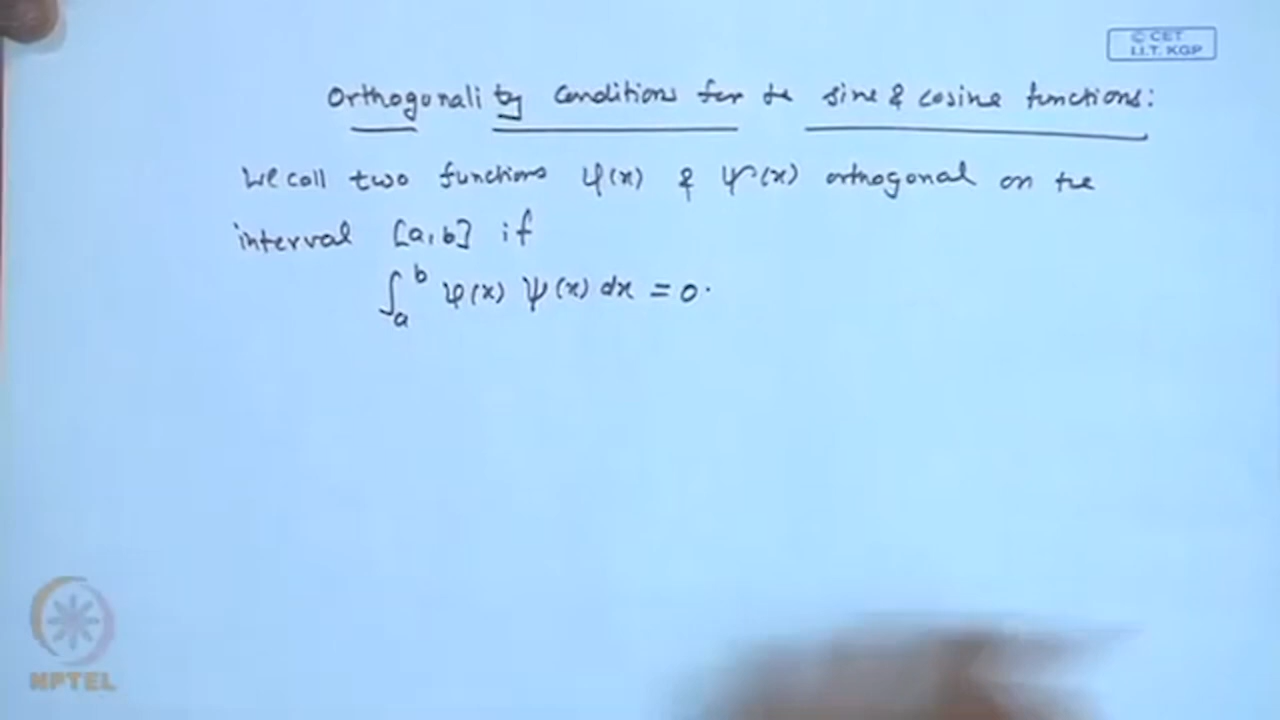 © CET
I.I.T. KGP
Orthogonality conditions for the sine & cosine functions:
We call two functions φ(x) & ψ(x) orthogonal on the
interval [a,b] if
∫_a^b φ(x) ψ(x) dx = 0.
NPTEL